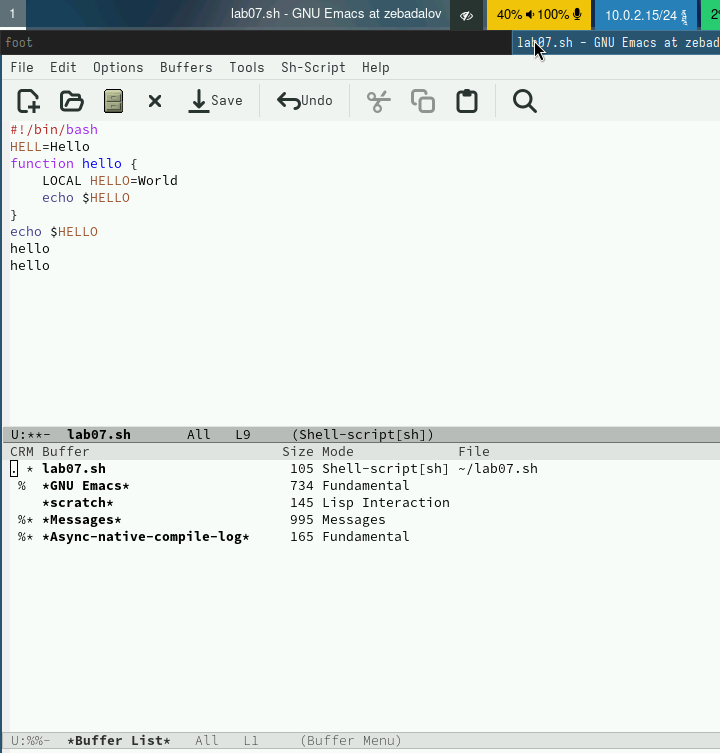 1 lab07.sh - GNU Emacs at zebadalov 40% 100% 10.0.2.15/24
foot lab07.sh - GNU Emacs at zebad
File Edit Options Buffers Tools Sh-Script Help
Save Undo
#!/bin/bash
HELL=Hello
function hello {
    LOCAL HELLO=World
    echo $HELLO
}
echo $HELLO
hello
hello
U:**-  lab07.sh       All   L9     (Shell-script[sh])
CRM Buffer                        Size Mode             File
. * lab07.sh                       105 Shell-script[sh] ~/lab07.sh
 %  *GNU Emacs*                    734 Fundamental
    *scratch*                      145 Lisp Interaction
 %* *Messages*                     995 Messages
 %* *Async-native-compile-log*     165 Fundamental
U:%%-  *Buffer List*   All   L1     (Buffer Menu)